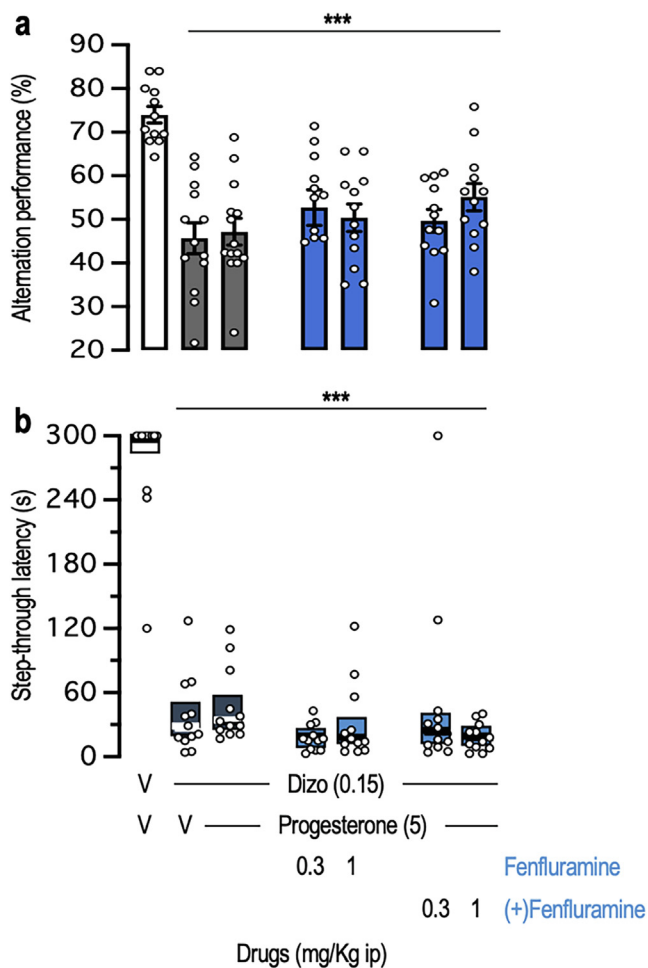 a
***
Alternation performance (%)
90
80
70
60
50
40
30
20
b
***
Step-through latency (s)
300
240
180
120
60
0
V Dizo (0.15)
V V Progesterone (5)
0.3 1 Fenfluramine
0.3 1 (+)Fenfluramine
Drugs (mg/Kg ip)